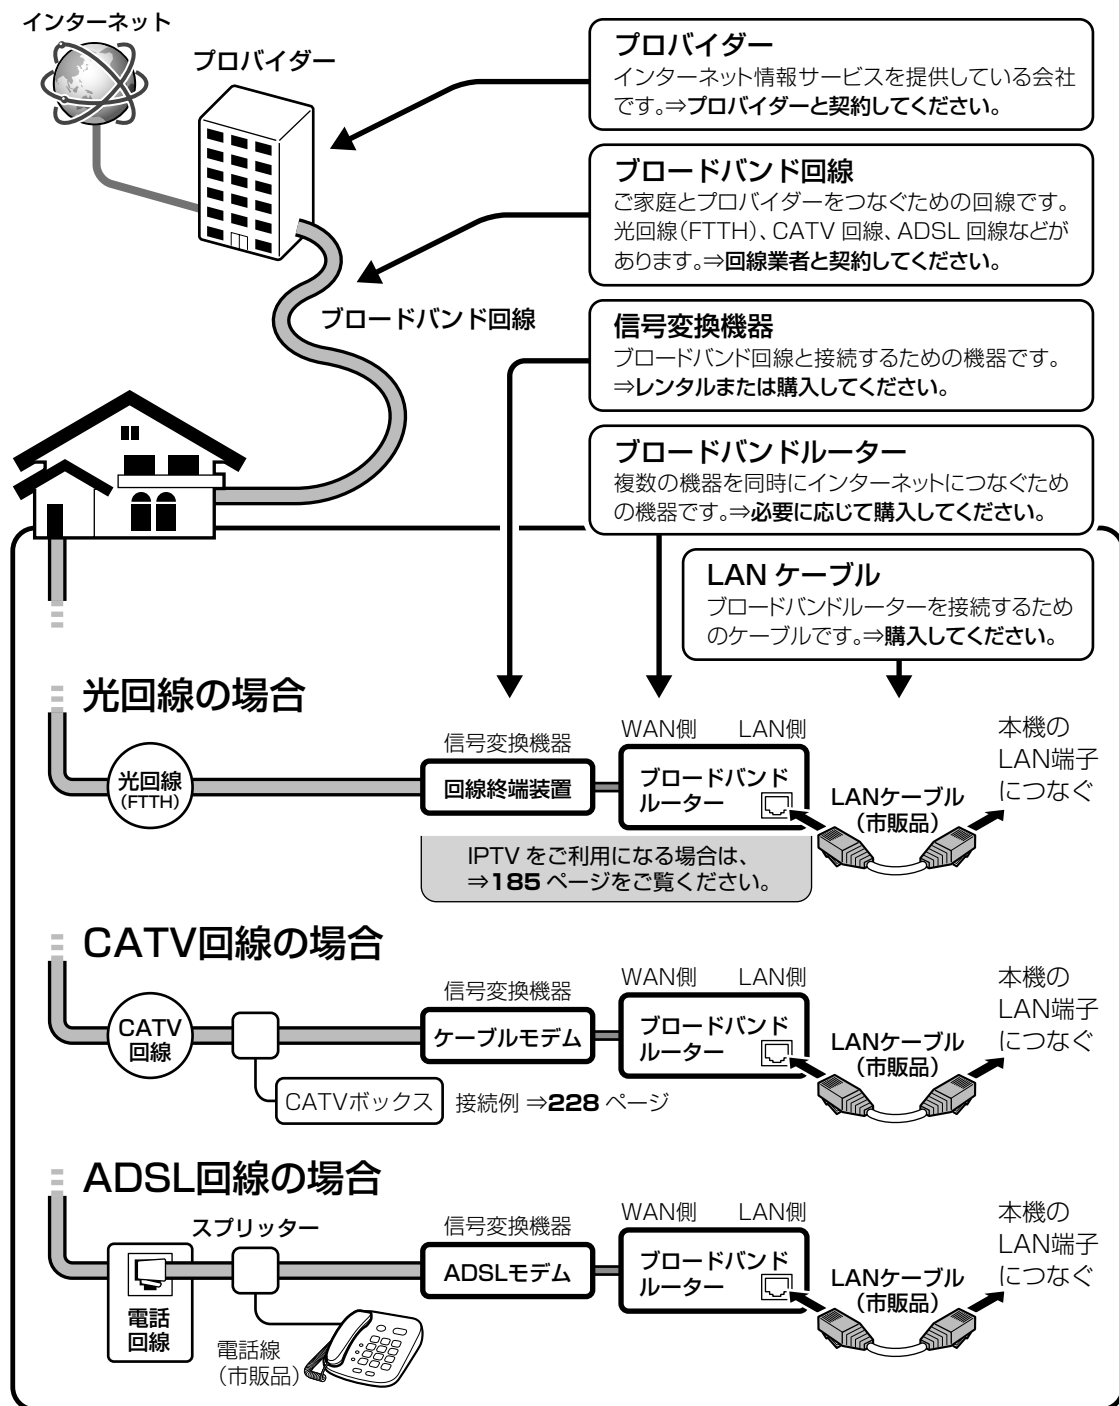 インターネット
プロバイダー
プロバイダー
インターネット情報サービスを提供している会社
です。⇒プロバイダーと契約してください。
ブロードバンド回線
ご家庭とプロバイダーをつなぐための回線です。
光回線(FTTH)、CATV 回線、ADSL 回線などが
あります。⇒回線業者と契約してください。
ブロードバンド回線
信号変換機器
ブロードバンド回線と接続するための機器です。
⇒レンタルまたは購入してください。
ブロードバンドルーター
複数の機器を同時にインターネットにつなぐため
の機器です。⇒必要に応じて購入してください。
LAN ケーブル
ブロードバンドルーターを接続するため
のケーブルです。⇒購入してください。
光回線の場合
光回線
(FTTH)
信号変換機器
回線終端装置
WAN側 LAN側
ブロードバンド
ルーター
LANケーブル
(市販品)
本機の
LAN端子
につなぐ
IPTV をご利用になる場合は、
⇒185 ページをご覧ください。
CATV回線の場合
CATV
回線
CATVボックス
接続例 ⇒228 ページ
信号変換機器
ケーブルモデム
WAN側 LAN側
ブロードバンド
ルーター
LANケーブル
(市販品)
本機の
LAN端子
につなぐ
ADSL回線の場合
電話
回線
スプリッター
電話線
(市販品)
信号変換機器
ADSLモデム
WAN側 LAN側
ブロードバンド
ルーター
LANケーブル
(市販品)
本機の
LAN端子
につなぐ